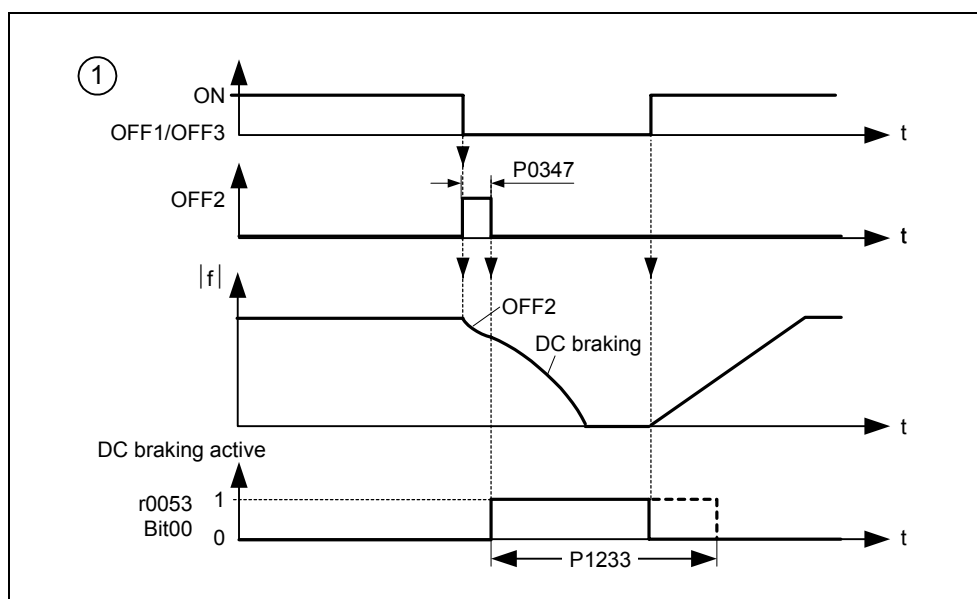 ①
ON
OFF1/OFF3
t
P0347
OFF2
t
|f|
OFF2
DC braking
t
DC braking active
r0053 1
Bit00 0
t
P1233